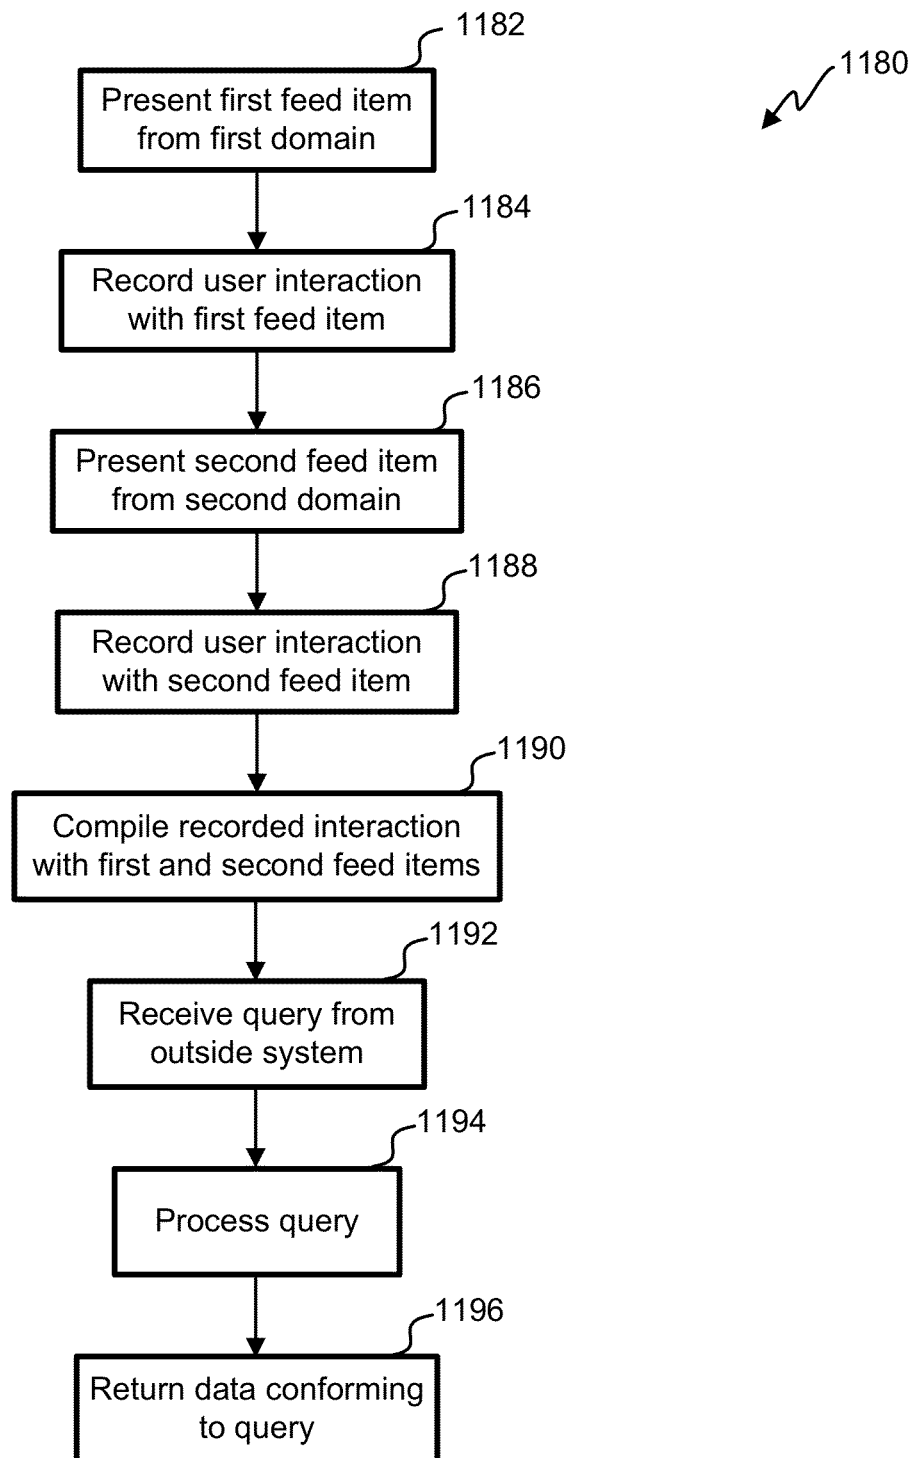 1182
1180
Present first feed item
from first domain
1184
Record user interaction
with first feed item
1186
Present second feed item
from second domain
1188
Record user interaction
with second feed item
1190
Compile recorded interaction
with first and second feed items
1192
Receive query from
outside system
1194
Process query
1196
Return data conforming
to query